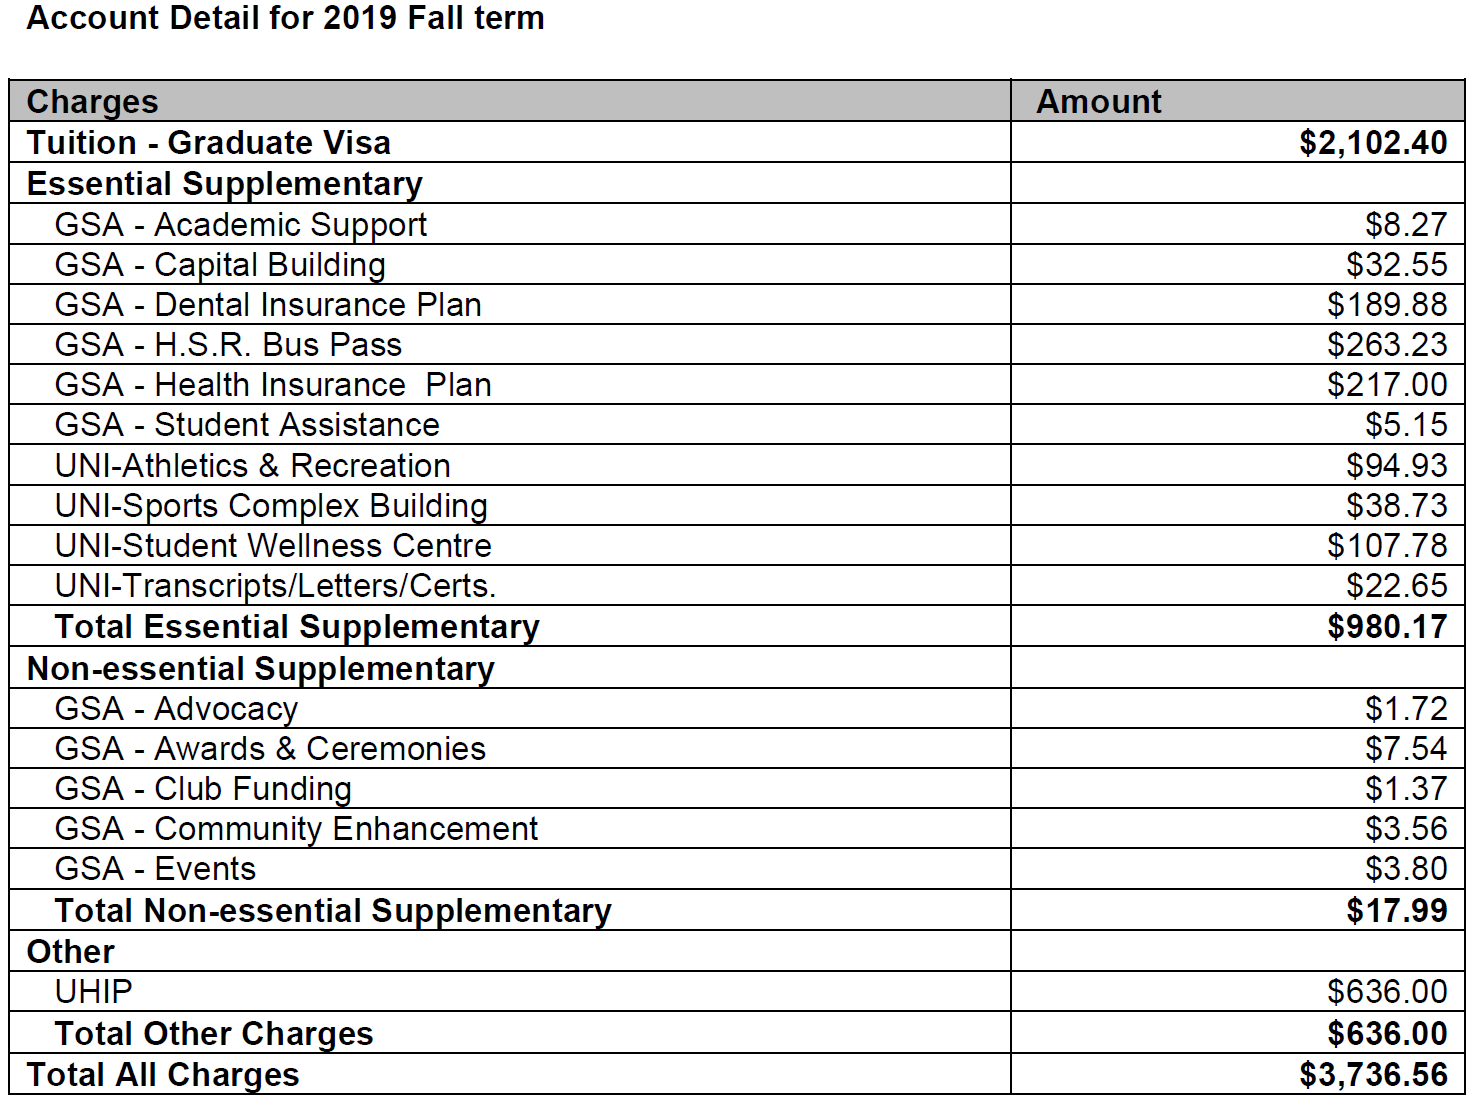 Account Detail for 2019 Fall term
Charges Amount
Tuition - Graduate Visa $2,102.40
Essential Supplementary
GSA - Academic Support $8.27
GSA - Capital Building $32.55
GSA - Dental Insurance Plan $189.88
GSA - H.S.R. Bus Pass $263.23
GSA - Health Insurance  Plan $217.00
GSA - Student Assistance $5.15
UNI-Athletics & Recreation $94.93
UNI-Sports Complex Building $38.73
UNI-Student Wellness Centre $107.78
UNI-Transcripts/Letters/Certs. $22.65
Total Essential Supplementary $980.17
Non-essential Supplementary
GSA - Advocacy $1.72
GSA - Awards & Ceremonies $7.54
GSA - Club Funding $1.37
GSA - Community Enhancement $3.56
GSA - Events $3.80
Total Non-essential Supplementary $17.99
Other
UHIP $636.00
Total Other Charges $636.00
Total All Charges $3,736.56